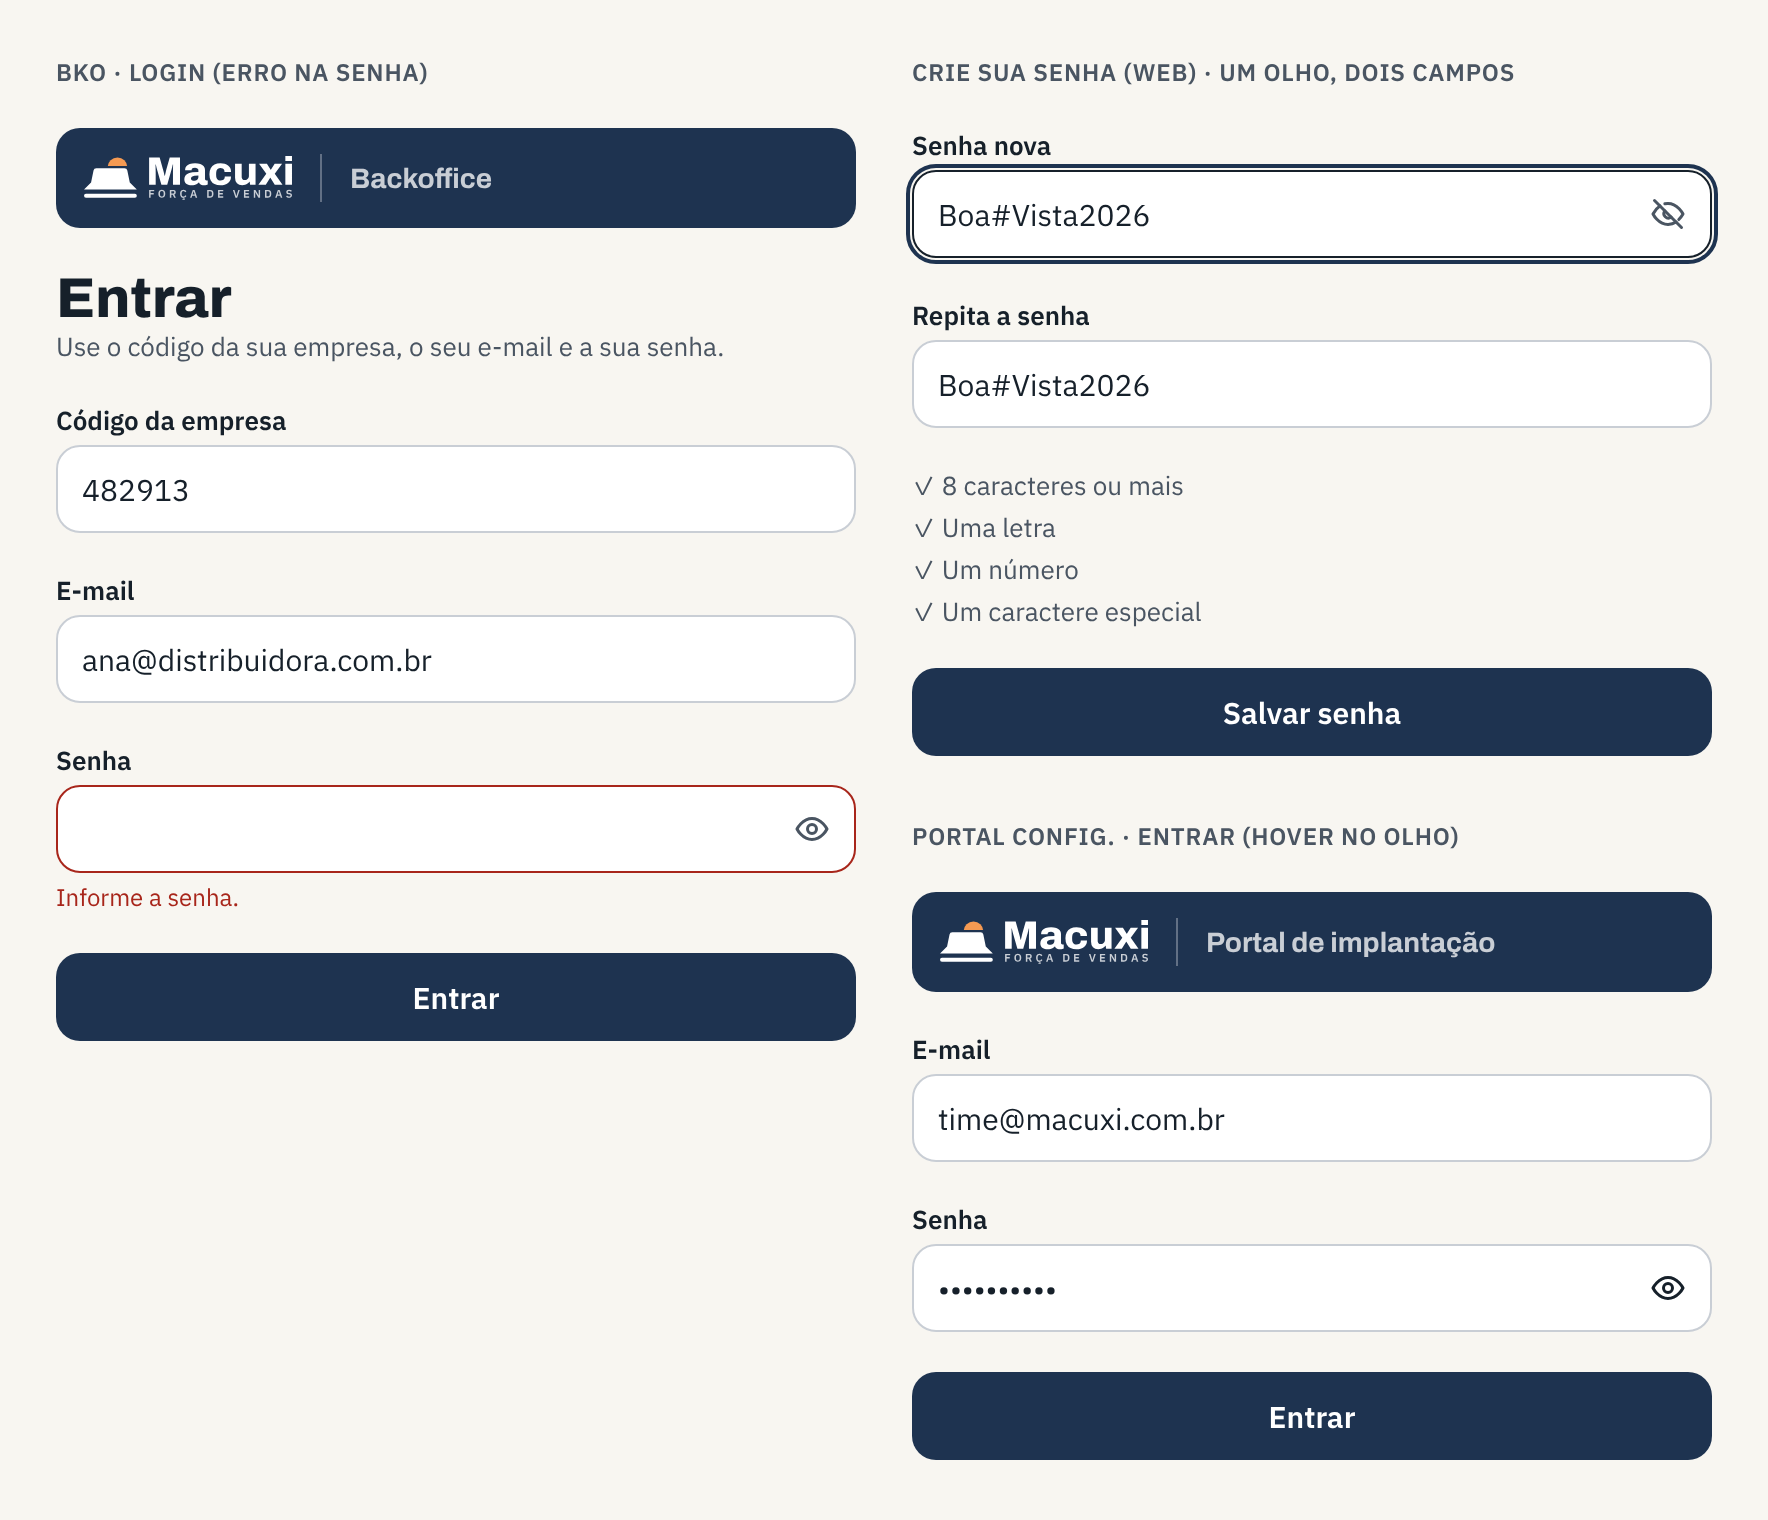 BKO · LOGIN (ERRO NA SENHA)
Macuxi
FORÇA DE VENDAS
Backoffice
Entrar
Use o código da sua empresa, o seu e-mail e a sua senha.
Código da empresa
482913
E-mail
ana@distribuidora.com.br
Senha
Informe a senha.
Entrar
CRIE SUA SENHA (WEB) · UM OLHO, DOIS CAMPOS
Senha nova
Boa#Vista2026
Repita a senha
Boa#Vista2026
✓ 8 caracteres ou mais
✓ Uma letra
✓ Um número
✓ Um caractere especial
Salvar senha
PORTAL CONFIG. · ENTRAR (HOVER NO OLHO)
Macuxi
FORÇA DE VENDAS
Portal de implantação
E-mail
time@macuxi.com.br
Senha
••••••••••
Entrar